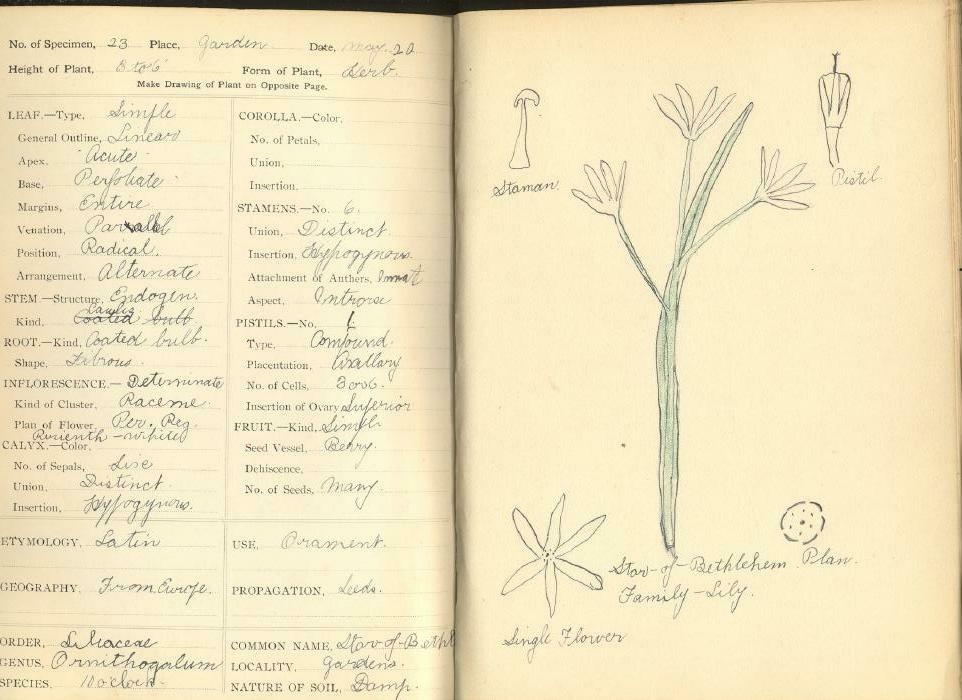 No. of Specimen, 23 Place, Garden. Date, May 20
Height of Plant, 3 to 6 Form of Plant, Herb.
Make Drawing of Plant on Opposite Page.
LEAF.—Type, Simple
General Outline, Linear
Apex, Acute
Base, Perfoliate
Margins, Entire
Venation, Parallel
Position, Radical.
Arrangement, Alternate
STEM.—Structure, Endogen.
Kind, Coated bulb
ROOT.—Kind, Coated bulb.
Shape, Fibrous.
INFLORESCENCE.— Determinate
Kind of Cluster, Raceme.
Plan of Flower, Per. Reg.
CALYX.—Color, white
No. of Sepals,
Union, Distinct.
Insertion, Hypogynous.
COROLLA.—Color,
No. of Petals,
Union,
Insertion,
STAMENS.—No. 6.
Union, Distinct.
Insertion, Hypogynous.
Attachment of Anthers, Innat
Aspect, Introrse
PISTILS.—No. 1
Type, Compound.
Placentation, Axillary
No. of Cells, 3 or 6.
Insertion of Ovary Superior
FRUIT.—Kind, Simple
Seed Vessel, Berry.
Dehiscence,
No. of Seeds, Many.
ETYMOLOGY, Latin
USE, Orament.
GEOGRAPHY, From Europe.
PROPAGATION, Seeds.
ORDER, Liliaceae
GENUS, Ornithogalum
SPECIES, 11 o'clock.
COMMON NAME, Star-of-Bethl
LOCALITY, Gardens.
NATURE OF SOIL, Damp.
Staman.
Pistil.
Star-of-Bethlehem. Plan.
Family-Lily.
Single Flower